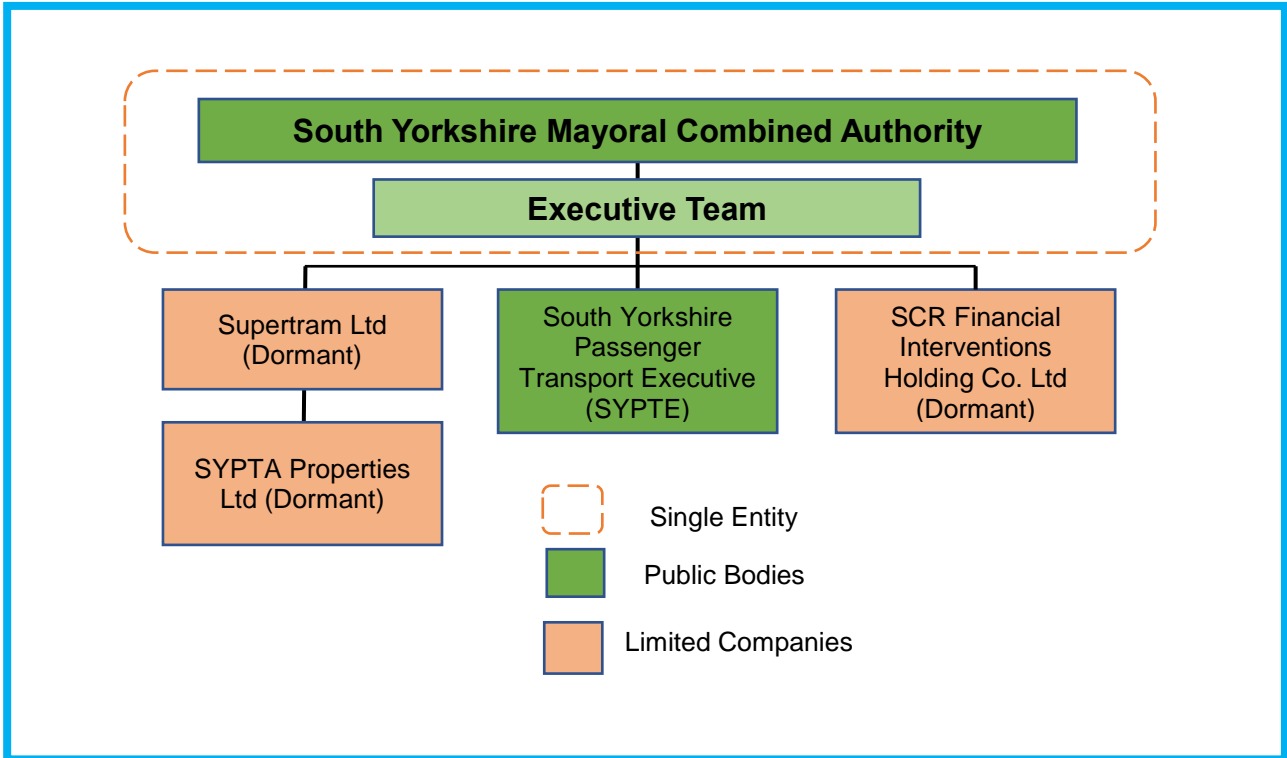 South Yorkshire Mayoral Combined Authority
Executive Team
Supertram Ltd
(Dormant)
South Yorkshire
Passenger
Transport Executive
(SYPTE)
SCR Financial
Interventions
Holding Co. Ltd
(Dormant)
SYPTA Properties
Ltd (Dormant)
Single Entity
Public Bodies
Limited Companies